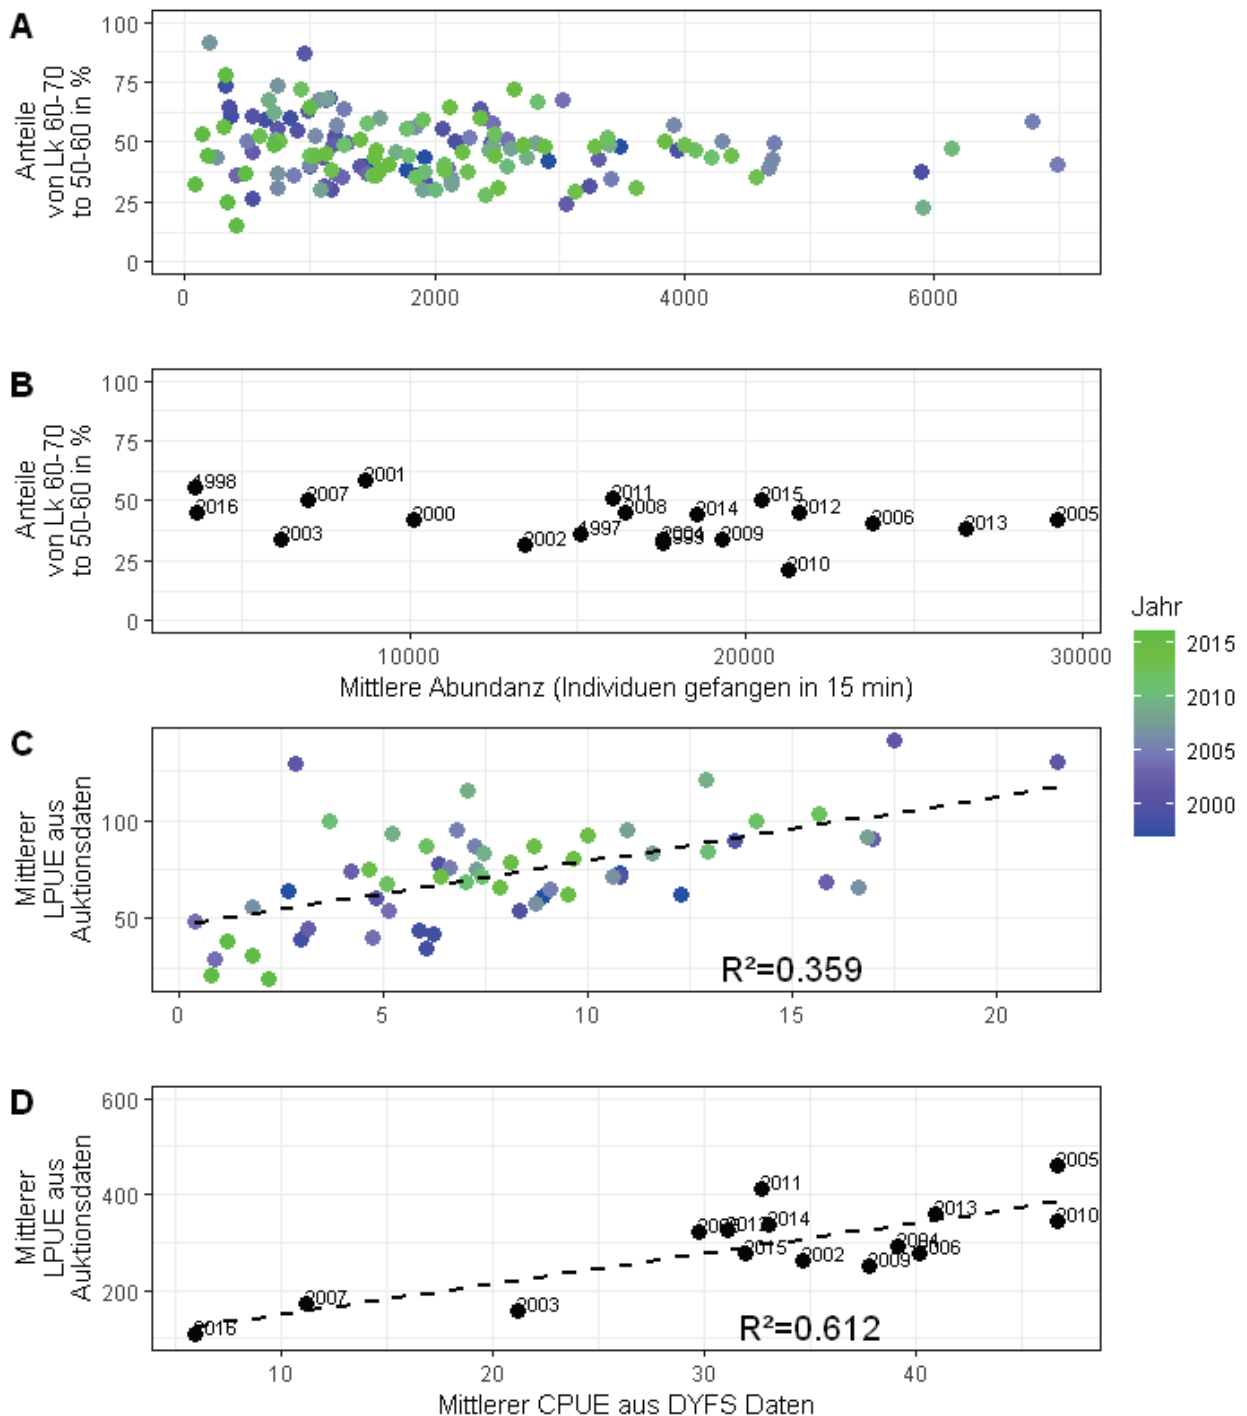 A
Anteile
von Lk 60-70
to 50-60 in %
100
75
50
25
0
0 2000 4000 6000
B
Anteile
von Lk 60-70
to 50-60 in %
100
75
50
25
0
1998
2016
2003
2007
2001
2000
2002
1997
2011
2008
2004
2014
2009
2015
2010
2012
2006
2013
2005
10000 20000 30000
Mittlere Abundanz (Individuen gefangen in 15 min)
Jahr
2015
2010
2005
2000
C
Mittlerer
LPUE aus
Auktionsdaten
100
50
R²=0.359
0 5 10 15 20
D
Mittlerer
LPUE aus
Auktionsdaten
600
400
200
2016
2007
2003
2011
2014
2015
2002
2009
2004
2006
2013
2005
2010
R²=0.612
10 20 30 40
Mittlerer CPUE aus DYFS Daten